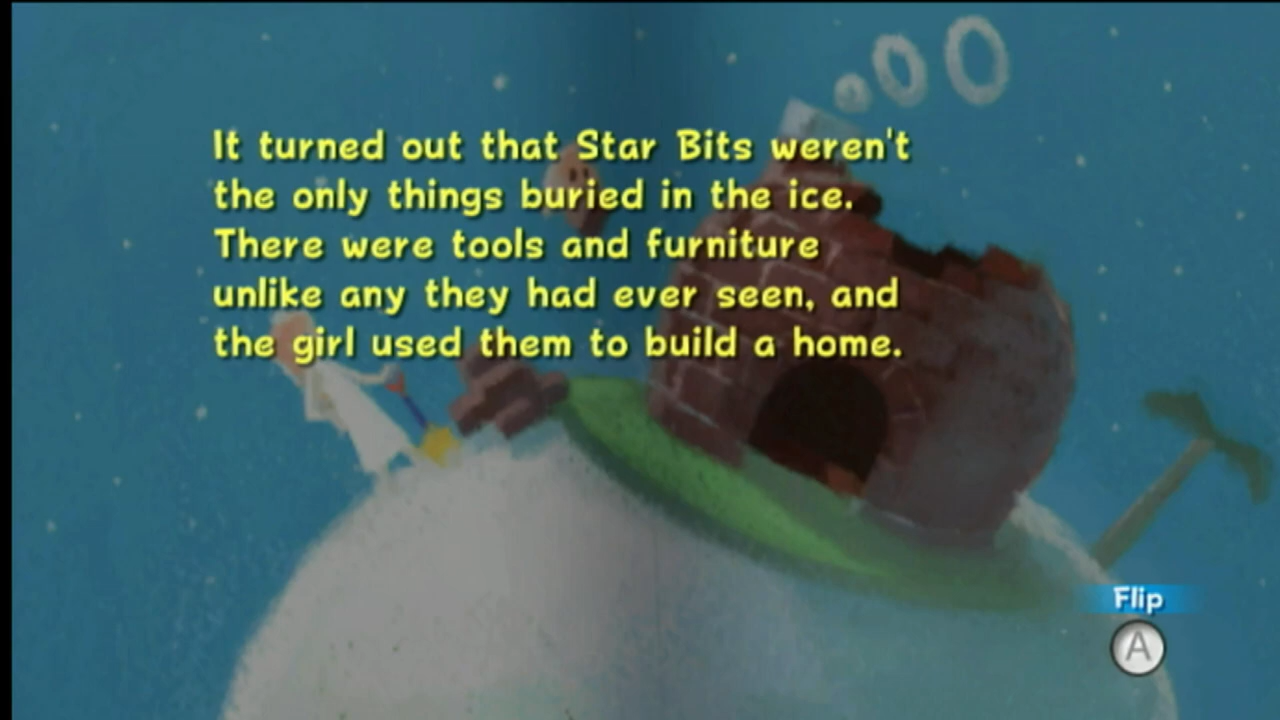 It turned out that Star Bits weren't
the only things buried in the ice.
There were tools and furniture
unlike any they had ever seen, and
the girl used them to build a home.
Flip
A